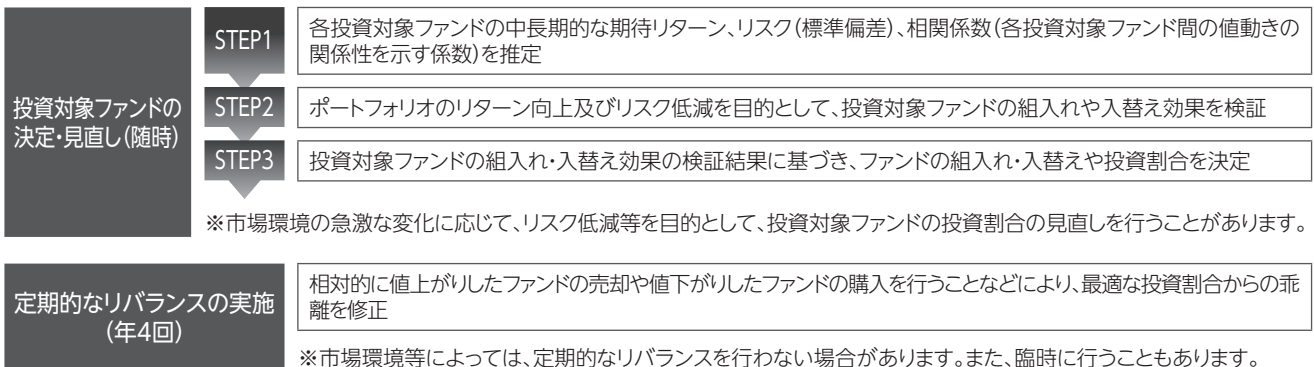 投資対象ファンドの
決定・見直し(随時)
STEP1
各投資対象ファンドの中長期的な期待リターン、リスク(標準偏差)、相関係数(各投資対象ファンド間の値動きの
関係性を示す係数)を推定
STEP2
ポートフォリオのリターン向上及びリスク低減を目的として、投資対象ファンドの組入れや入替え効果を検証
STEP3
投資対象ファンドの組入れ・入替え効果の検証結果に基づき、ファンドの組入れ・入替えや投資割合を決定
※市場環境の急激な変化に応じて、リスク低減等を目的として、投資対象ファンドの投資割合の見直しを行うことがあります。
定期的なリバランスの実施
(年4回)
相対的に値上がりしたファンドの売却や値下がりしたファンドの購入を行うことなどにより、最適な投資割合からの乖
離を修正
※市場環境等によっては、定期的なリバランスを行わない場合があります。また、臨時に行うこともあります。